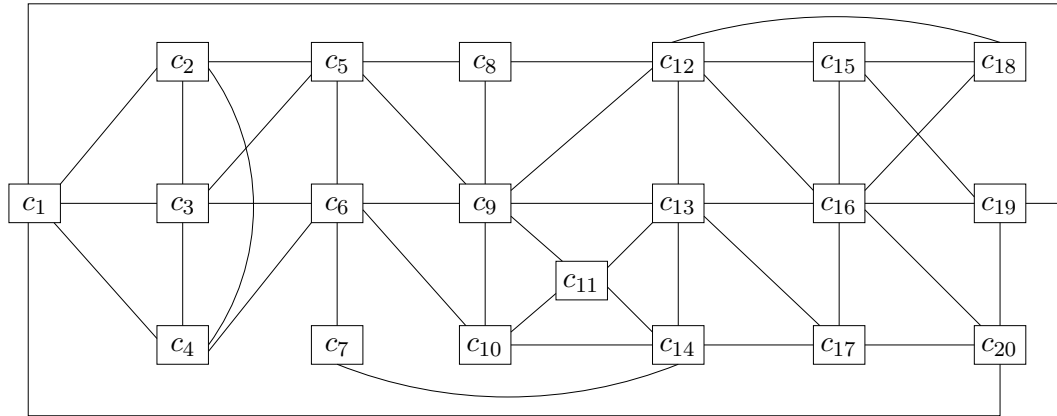 c₂ c₅ c₈ c₁₂ c₁₅ c₁₈
c₁ c₃ c₆ c₉ c₁₃ c₁₆ c₁₉
c₁₁
c₄ c₇ c₁₀ c₁₄ c₁₇ c₂₀